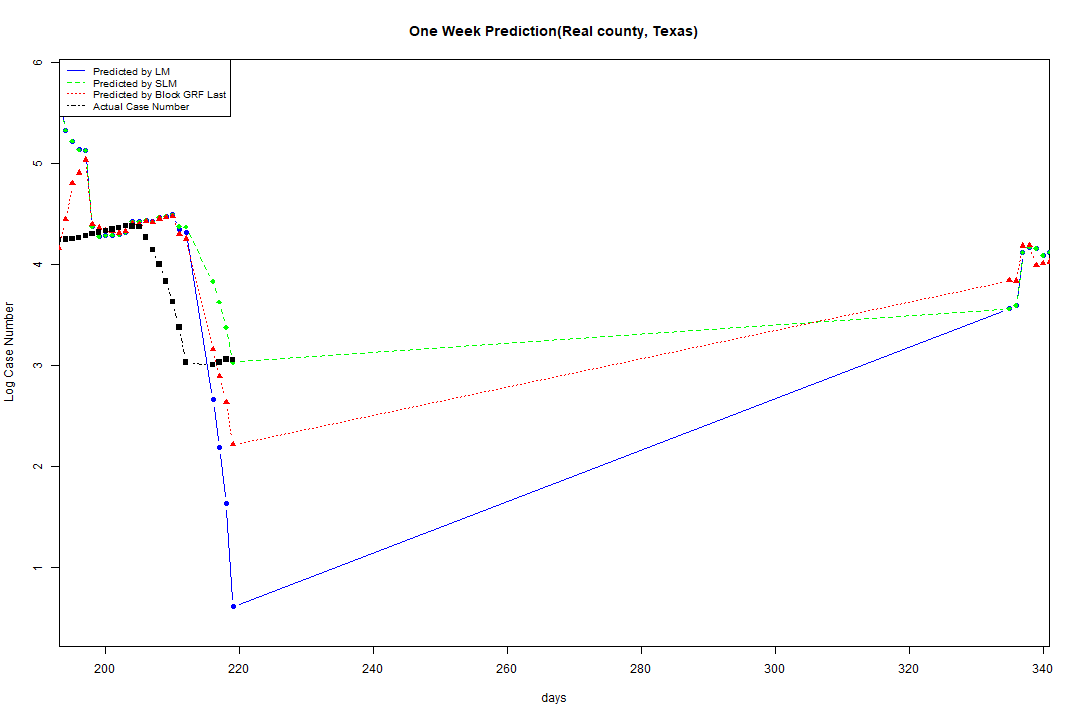 One Week Prediction(Real county, Texas)
Predicted by LM
Predicted by SLM
Predicted by Block GRF Last
Actual Case Number
6
5
4
3
2
1
Log Case Number
200 220 240 260 280 300 320 340
days